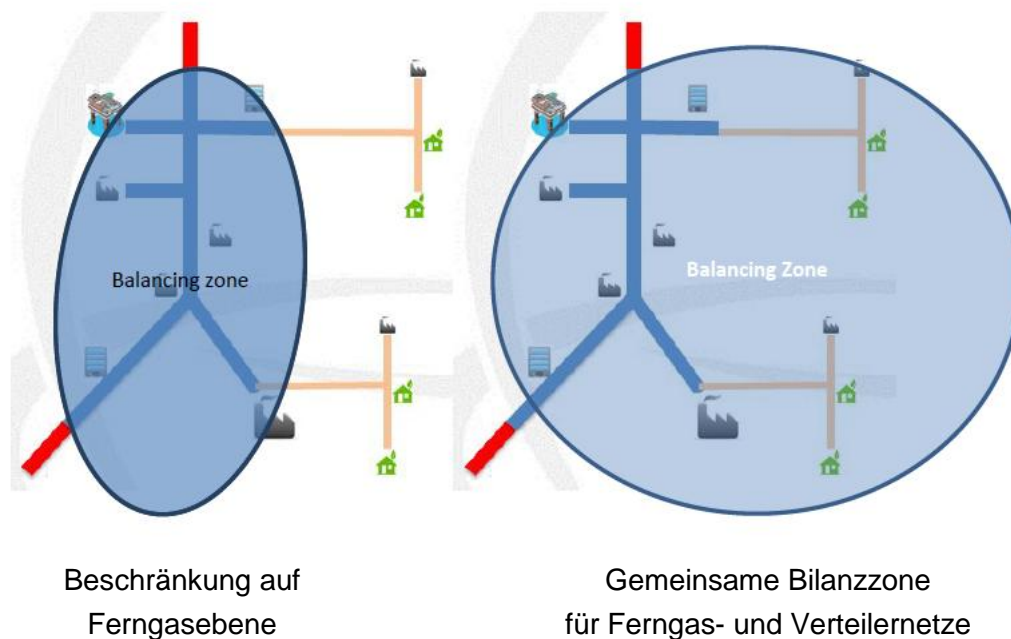 Balancing zone
Balancing Zone
Beschränkung auf
Ferngasebene
Gemeinsame Bilanzzone
für Ferngas- und Verteilernetze